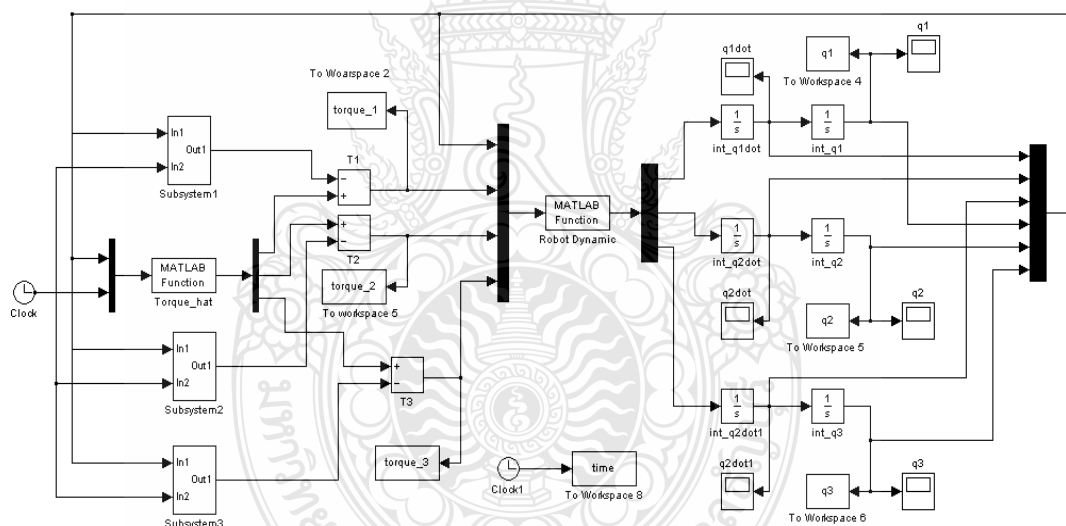 q1
q1dot
To Woarspace 2
q1
To Workspace 4
torque_1
In1
Out1
In2
Subsystem1
T1
−
+
1
s
int_q1dot
1
s
int_q1
+
−
T2
MATLAB
Function
Robot Dynamic
1
s
int_q2dot
1
s
int_q2
MATLAB
Function
Torque_hat
Clock
torque_2
To workspace 5
q2dot
q2
To Workspace 5
q2
In1
Out1
In2
Subsystem2
+
−
T3
1
s
int_q2dot1
1
s
int_q3
In1
Out1
In2
Subsystem3
torque_3
Clock1
time
To Workspace 8
q2dot1
q3
To Workspace 6
q3